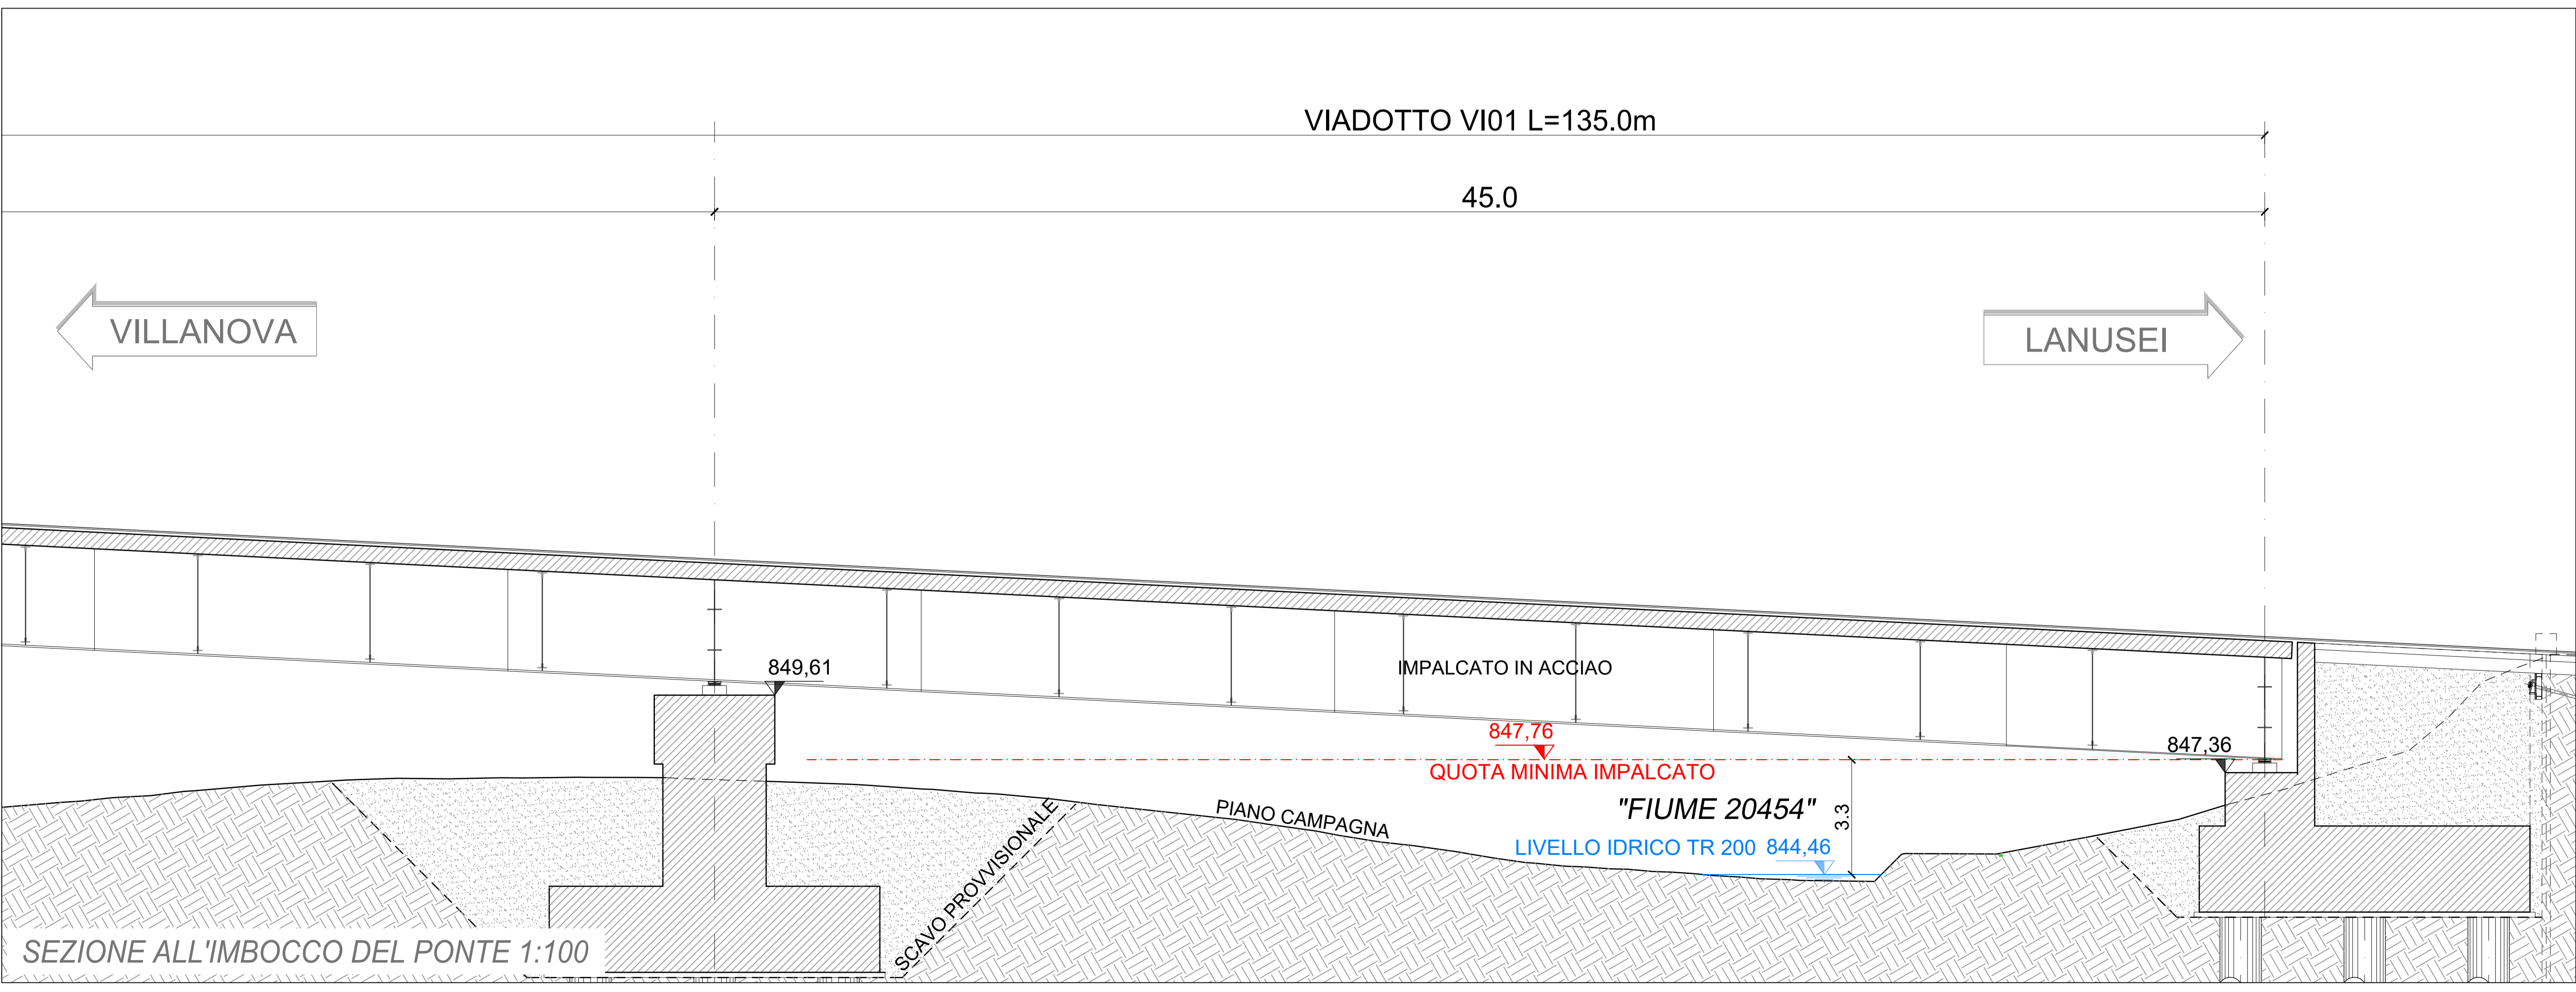 VIADOTTO VI01 L=135.0m
45.0
VILLANOVA
LANUSEI
849,61
IMPALCATO IN ACCIAO
847,76
847,36
QUOTA MINIMA IMPALCATO
"FIUME 20454"
3.3
PIANO CAMPAGNA
LIVELLO IDRICO TR 200 844,46
SCAVO PROVVISIONALE
SEZIONE ALL'IMBOCCO DEL PONTE 1:100